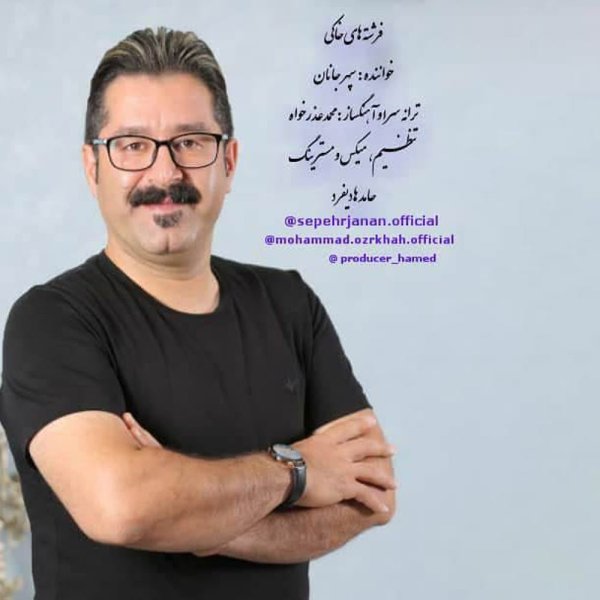 فرشته های خاکی
خواننده : سپهر جانان
ترانه سرا و آهنگساز : محمد عذرخواه
تنظیم، میکس و مسترینگ
حامد هادیفرد
@sepehrjanan.official
@mohammad.ozrkhah.official
@ producer_hamed